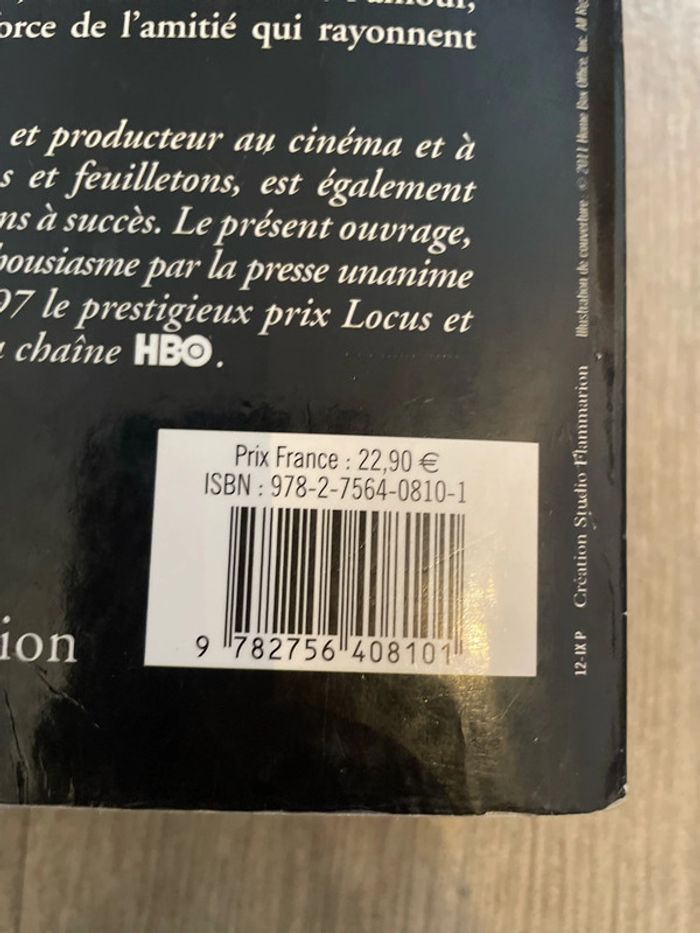 orce de l'amitié qui rayonnent
et producteur au cinéma et à
s et feuilletons, est également
ns à succès. Le présent ouvrage,
housiasme par la presse unanime
97 le prestigieux prix Locus et
a chaîne HBO.
Prix France : 22,90 €
ISBN : 978-2-7564-0810-1
9 782756 408101
ion
12-IX P Création Studio Flammarion Illustration de couverture : © 2011 Home Box Office, Inc. All Rig